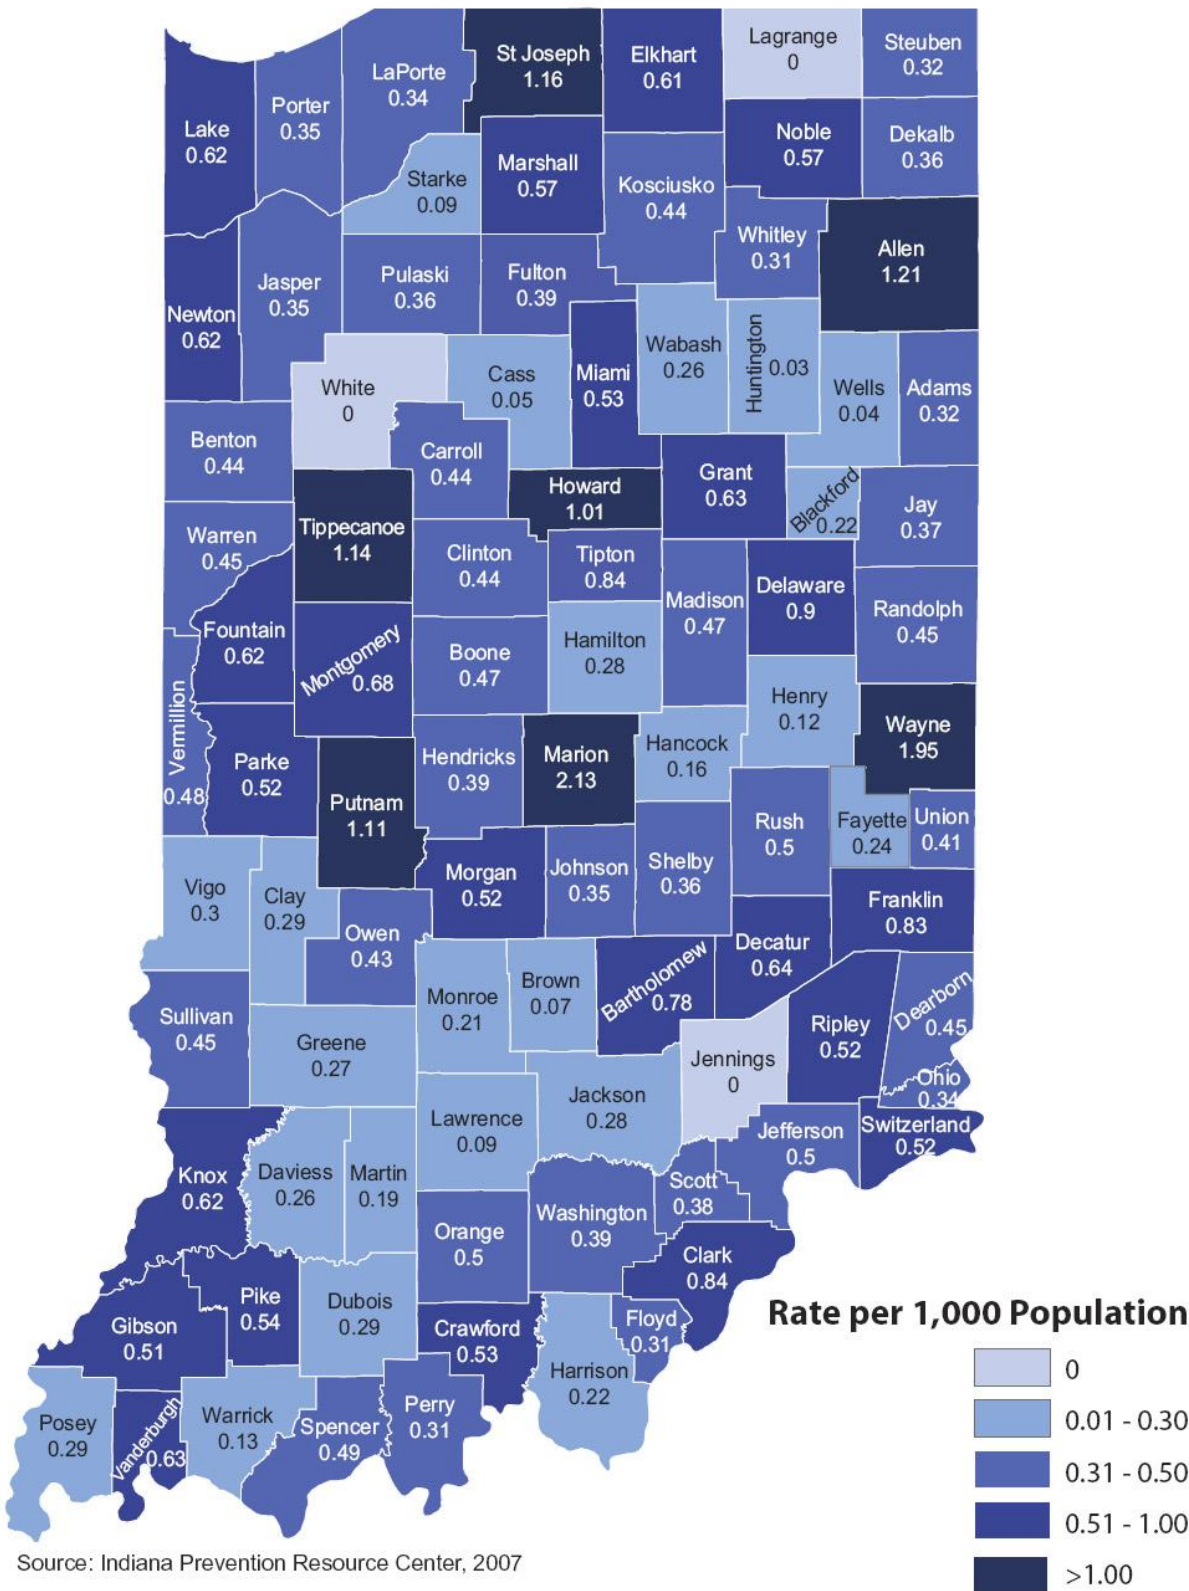 Lagrange
0
Steuben
0.32
St Joseph
1.16
Elkhart
0.61
LaPorte
0.34
Porter
0.35
Lake
0.62
Noble
0.57
Dekalb
0.36
Marshall
0.57
Starke
0.09
Kosciusko
0.44
Whitley
0.31
Allen
1.21
Jasper
0.35
Pulaski
0.36
Fulton
0.39
Newton
0.62
Miami
0.53
Wabash
0.26
Huntington
0.03
Wells
0.04
Adams
0.32
White
0
Cass
0.05
Benton
0.44
Carroll
0.44
Howard
1.01
Grant
0.63
Blackford
0.22
Jay
0.37
Warren
0.45
Tippecanoe
1.14
Clinton
0.44
Tipton
0.84
Madison
0.47
Delaware
0.9
Randolph
0.45
Fountain
0.62
Montgomery
0.68
Boone
0.47
Hamilton
0.28
Henry
0.12
Wayne
1.95
Vermillion
0.48
Parke
0.52
Putnam
1.11
Hendricks
0.39
Marion
2.13
Hancock
0.16
Rush
0.5
Fayette
0.24
Union
0.41
Vigo
0.3
Clay
0.29
Morgan
0.52
Johnson
0.35
Shelby
0.36
Franklin
0.83
Owen
0.43
Decatur
0.64
Bartholomew
0.78
Brown
0.07
Monroe
0.21
Dearborn
0.45
Ripley
0.52
Sullivan
0.45
Greene
0.27
Jennings
0
Ohio
0.34
Jackson
0.28
Lawrence
0.09
Switzerland
0.52
Jefferson
0.5
Knox
0.62
Daviess
0.26
Martin
0.19
Scott
0.38
Washington
0.39
Orange
0.5
Clark
0.84
Pike
0.54
Dubois
0.29
Gibson
0.51
Crawford
0.53
Floyd
0.31
Harrison
0.22
Posey
0.29
Vanderburgh
0.63
Warrick
0.13
Spencer
0.49
Perry
0.31
Rate per 1,000 Population
0
0.01 - 0.30
0.31 - 0.50
0.51 - 1.00
>1.00
Source: Indiana Prevention Resource Center, 2007